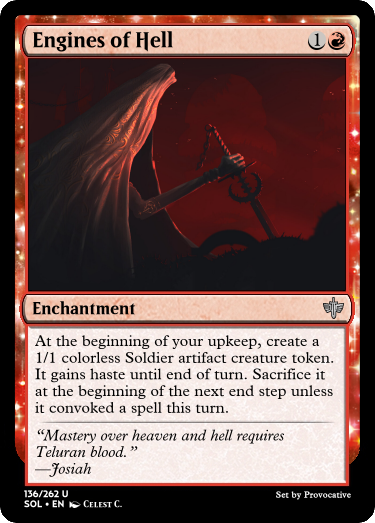 Engines of Hell 1
Enchantment
At the beginning of your upkeep, create a
1/1 colorless Soldier artifact creature token.
It gains haste until end of turn. Sacrifice it
at the beginning of the next end step unless
it convoked a spell this turn.
“Mastery over heaven and hell requires
Teluran blood.”
—Josiah
136/262 U
SOL • EN Celest C.
Set by Provocative